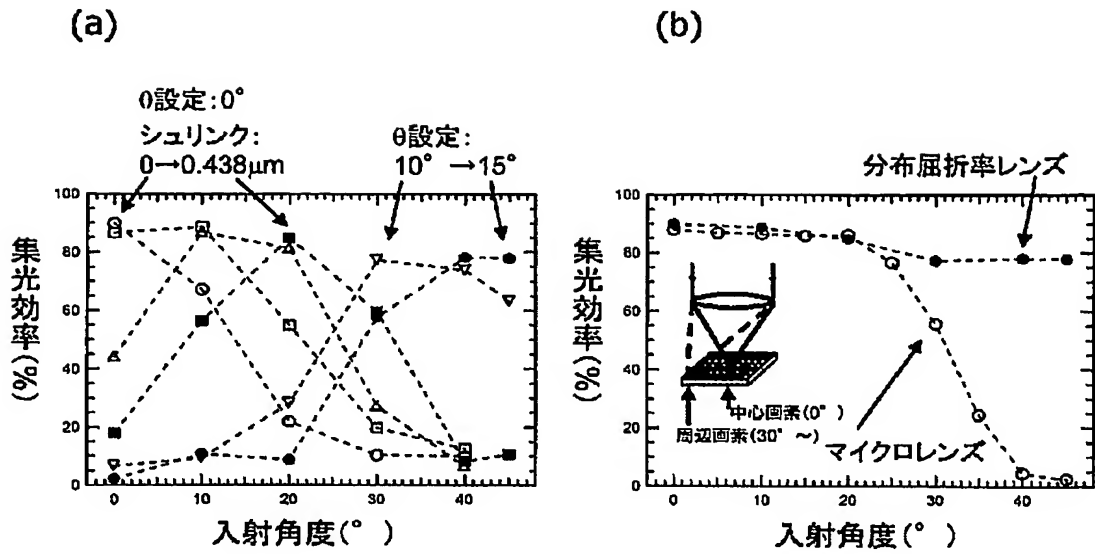 (a)
θ設定:0°
シュリンク:
0→0.438μm
θ設定:
10° →15°
100
80
60
40
20
0
集光効率(%)
0
10
20
30
40
入射角度(°)
(b)
分布屈折率レンズ
100
80
60
40
20
0
集光効率(%)
中心画素(0°)
周辺画素(30°~)
マイクロレンズ
0
10
20
30
40
入射角度(°)